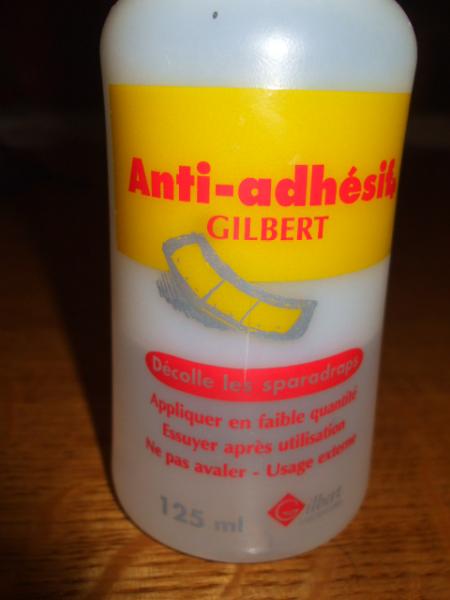 Anti-adhésif
GILBERT
Décolle les sparadraps
Appliquer en faible quantité
Essuyer après utilisation
Ne pas avaler - Usage externe
125 ml
Gilbert